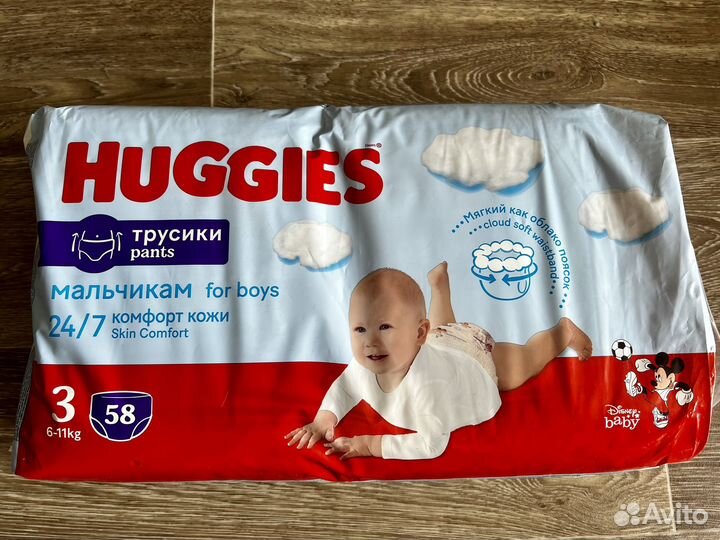 HUGGIES
трусики
pants
мальчикам for boys
24/7 комфорт кожи
Skin Comfort
...Мягкий как облако поясок...
...cloud soft waistband...
3
6-11kg
58
Disney
baby
Avito